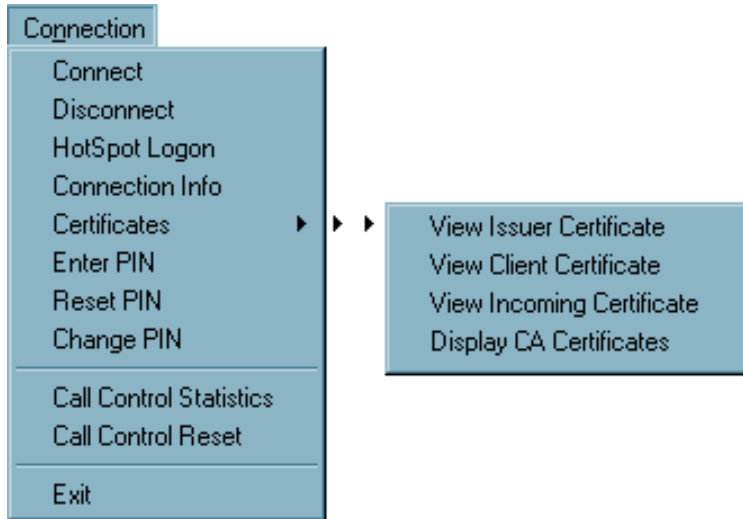 Connection
Connect
Disconnect
HotSpot Logon
Connection Info
Certificates
Enter PIN
Reset PIN
Change PIN
Call Control Statistics
Call Control Reset
Exit
View Issuer Certificate
View Client Certificate
View Incoming Certificate
Display CA Certificates